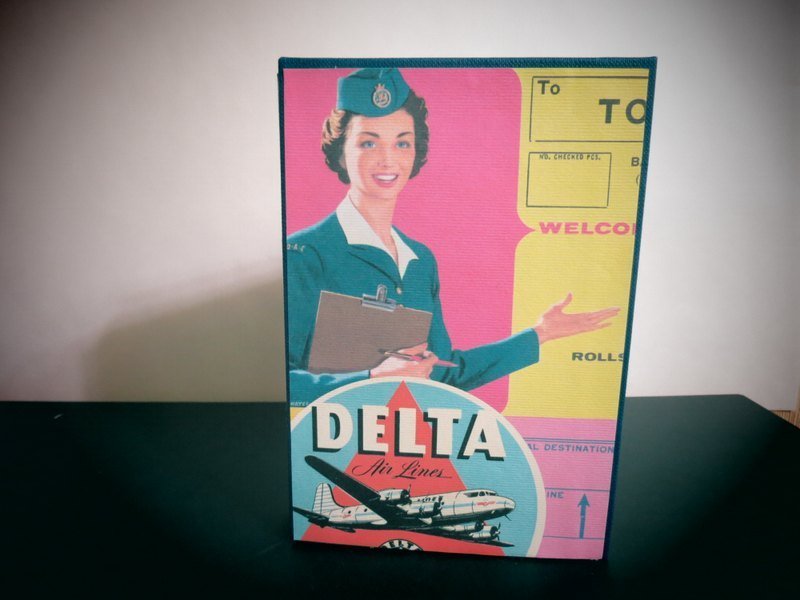 To
TO
NO. CHECKED PCS.
B
WELCO
ROLLS
DELTA
Air Lines
AL DESTINATION
INE